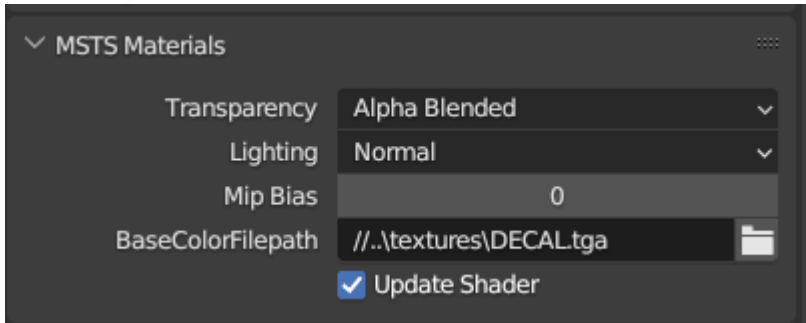 MSTS Materials
Transparency Alpha Blended
Lighting Normal
Mip Bias 0
BaseColorFilepath //..\textures\DECAL.tga
Update Shader